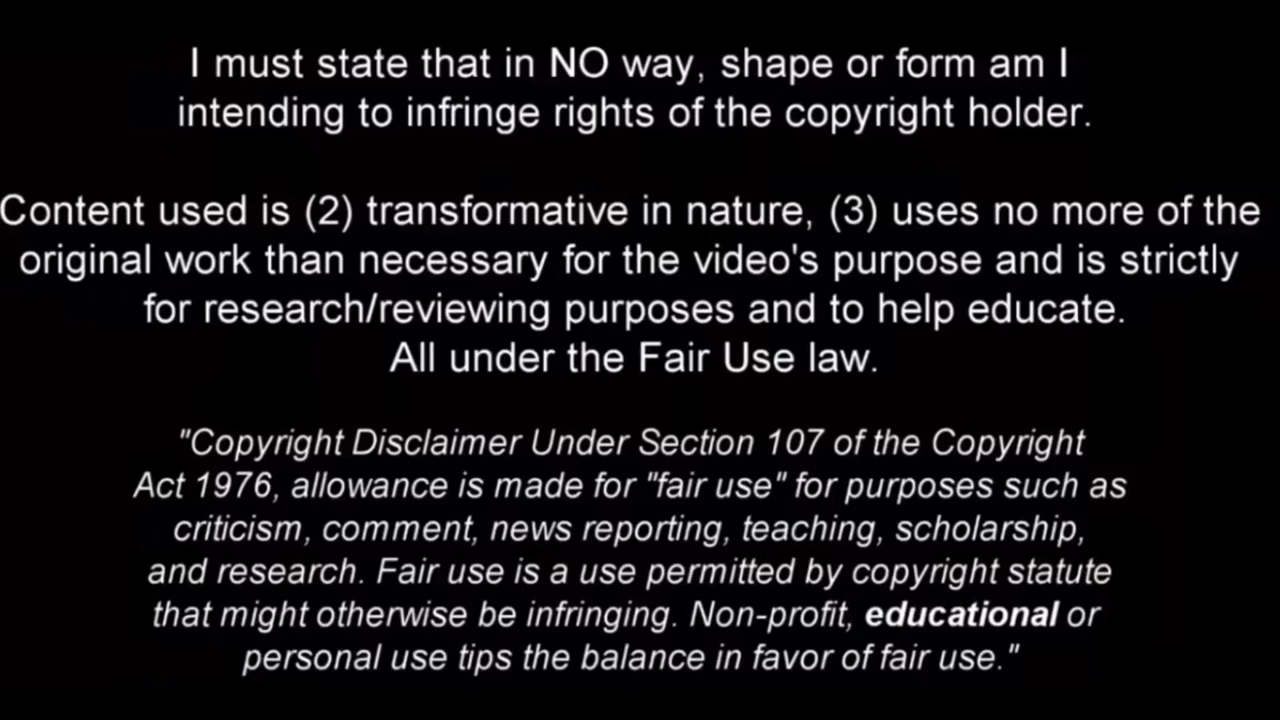 I must state that in NO way, shape or form am I
intending to infringe rights of the copyright holder.
Content used is (2) transformative in nature, (3) uses no more of the
original work than necessary for the video's purpose and is strictly
for research/reviewing purposes and to help educate.
All under the Fair Use law.
"Copyright Disclaimer Under Section 107 of the Copyright
Act 1976, allowance is made for "fair use" for purposes such as
criticism, comment, news reporting, teaching, scholarship,
and research. Fair use is a use permitted by copyright statute
that might otherwise be infringing. Non-profit, educational or
personal use tips the balance in favor of fair use."